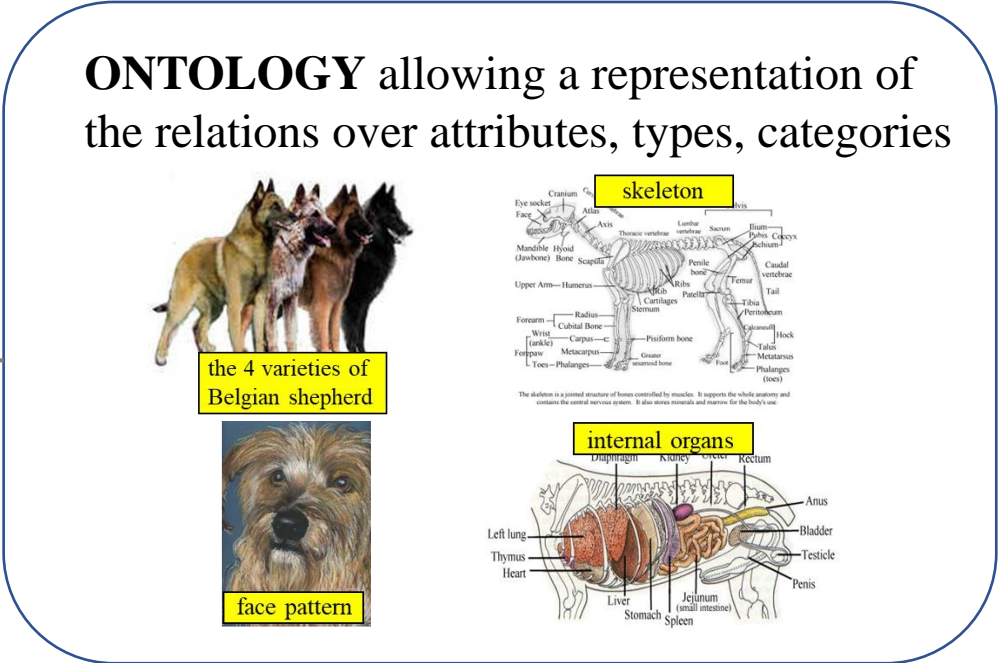 ONTOLOGY allowing a representation of
the relations over attributes, types, categories
the 4 varieties of
Belgian shepherd
skeleton
Cranium
Eye socket
Face
Atlas
Axis
Mandible
(Jawbone)
Hyoid
Bone
Scapula
Thoracic vertebrae
Lumbar
vertebrae
Sacrum
Ilium
Pubis
Ischium
Coccyx
Penile
bone
Femur
Caudal
vertebrae
Tail
Upper Arm
Humerus
Ribs
Rib
Cartilages
Sternum
Patella
Tibia
Peritoneum
Forearm
Radius
Cubital Bone
Wrist
(ankle)
Carpus
Pisiform bone
Forepaw
Metacarpus
Toes
Phalanges
Greater
sesamoid bone
Calcaneus
Hock
Talus
Metatarsus
Foot
Phalanges
(toes)
The skeleton is a jointed structure of bones controlled by muscles. It supports the whole anatomy and
contains the central nervous system. It also stores minerals and marrow for the body's use.
face pattern
internal organs
Diaphragm
Kidney
Ureter
Rectum
Anus
Left lung
Bladder
Thymus
Testicle
Heart
Penis
Liver
Stomach
Spleen
Jejunum
(small intestine)